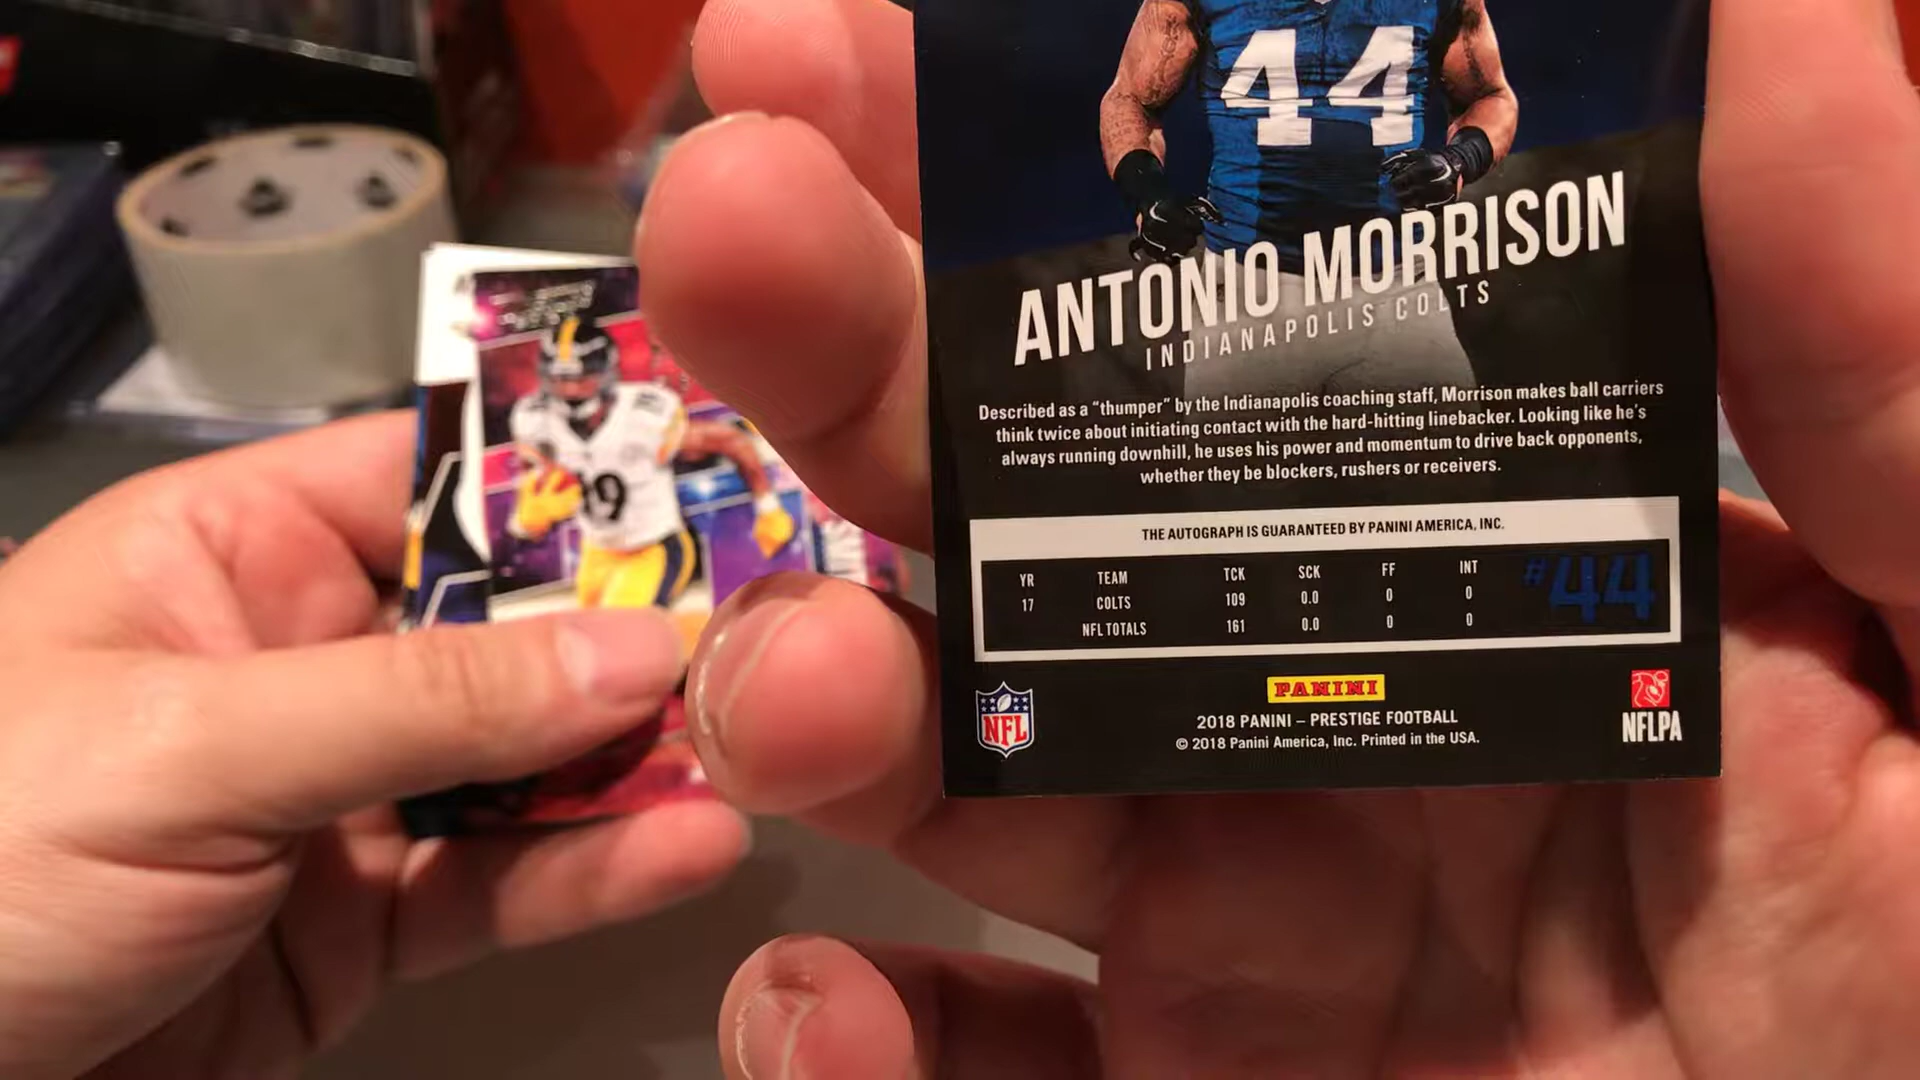 44
ANTONIO MORRISON
INDIANAPOLIS COLTS
Described as a “thumper” by the Indianapolis coaching staff, Morrison makes ball carriers
think twice about initiating contact with the hard-hitting linebacker. Looking like he's
always running downhill, he uses his power and momentum to drive back opponents,
whether they be blockers, rushers or receivers.
THE AUTOGRAPH IS GUARANTEED BY PANINI AMERICA, INC.
YR TEAM TCK SCK FF INT
17 COLTS 109 0.0 0 0
NFL TOTALS 161 0.0 0 0
#44
NFL
PANINI
2018 PANINI – PRESTIGE FOOTBALL
© 2018 Panini America, Inc. Printed in the USA.
NFLPA
19